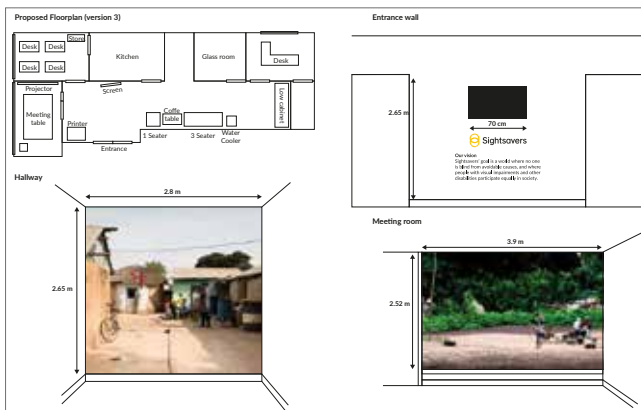 Proposed Floorplan (version 3)
Store
Desk Desk
Desk Desk
Kitchen
Glass room
Desk
Projector
Screen
Meeting
table
Printer
Coffe
table
1 Seater
3 Seater
Water
Cooler
Low cabinet
Entrance
Entrance wall
2.65 m
70 cm
Sightsavers
Our vision
Sightsavers' goal is a world where no one
is blind from avoidable causes, and where
people with visual impairments and other
disabilities participate equally in society.
Hallway
2.8 m
2.65 m
Meeting room
3.9 m
2.52 m